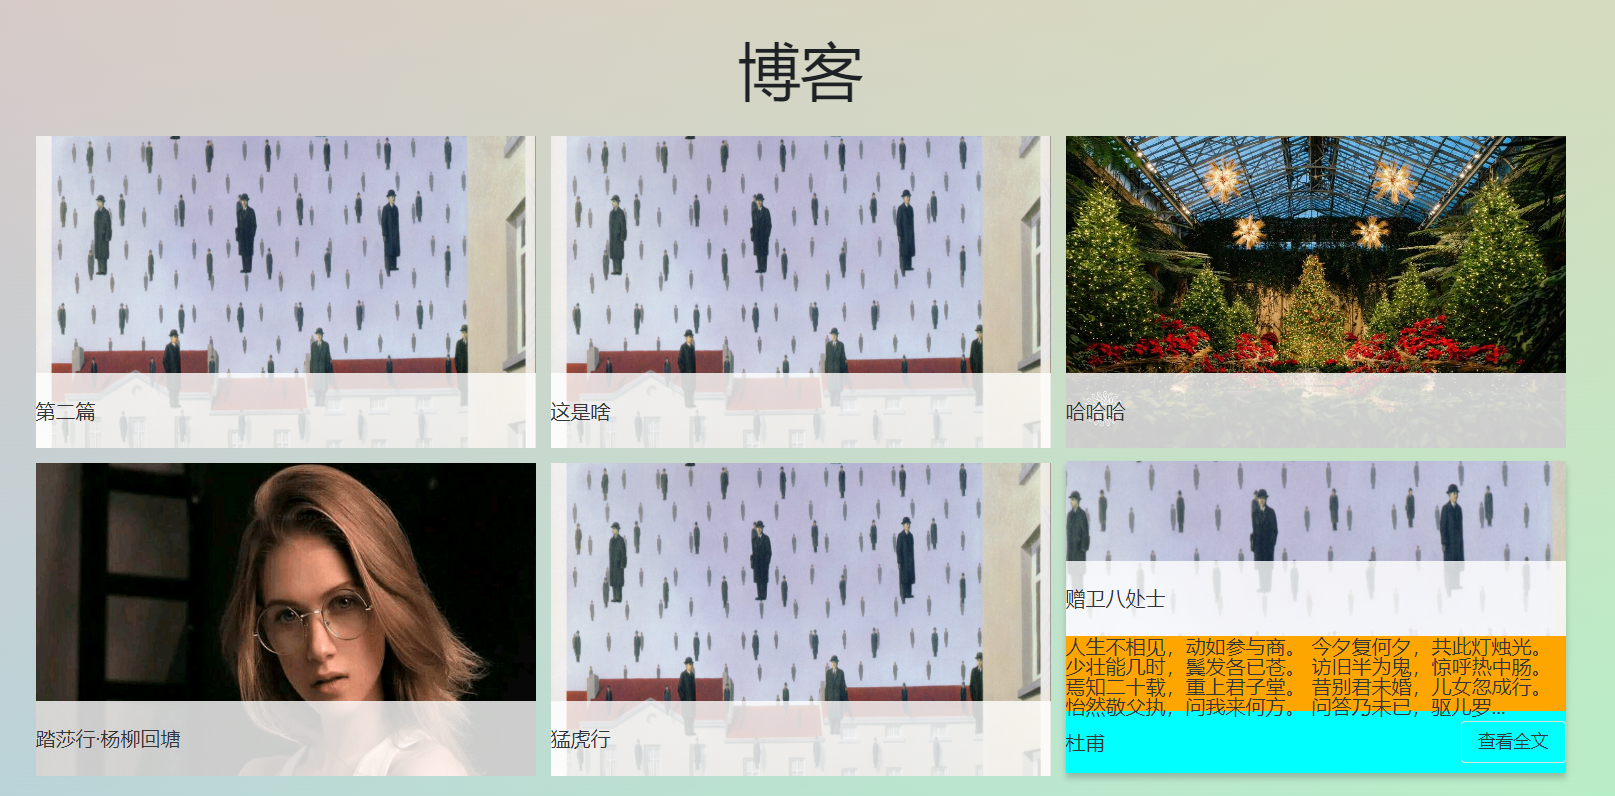 博客
第二篇
这是啥
哈哈哈
踏莎行·杨柳回塘
猛虎行
赠卫八处士
人生不相见，动如参与商。 今夕复何夕，共此灯烛光。
少壮能几时，鬓发各已苍。 访旧半为鬼，惊呼热中肠。
焉知二十载，重上君子堂。 昔别君未婚，儿女忽成行。
怡然敬父执，问我来何方。 问答乃未已，驱儿罗...
杜甫
查看全文